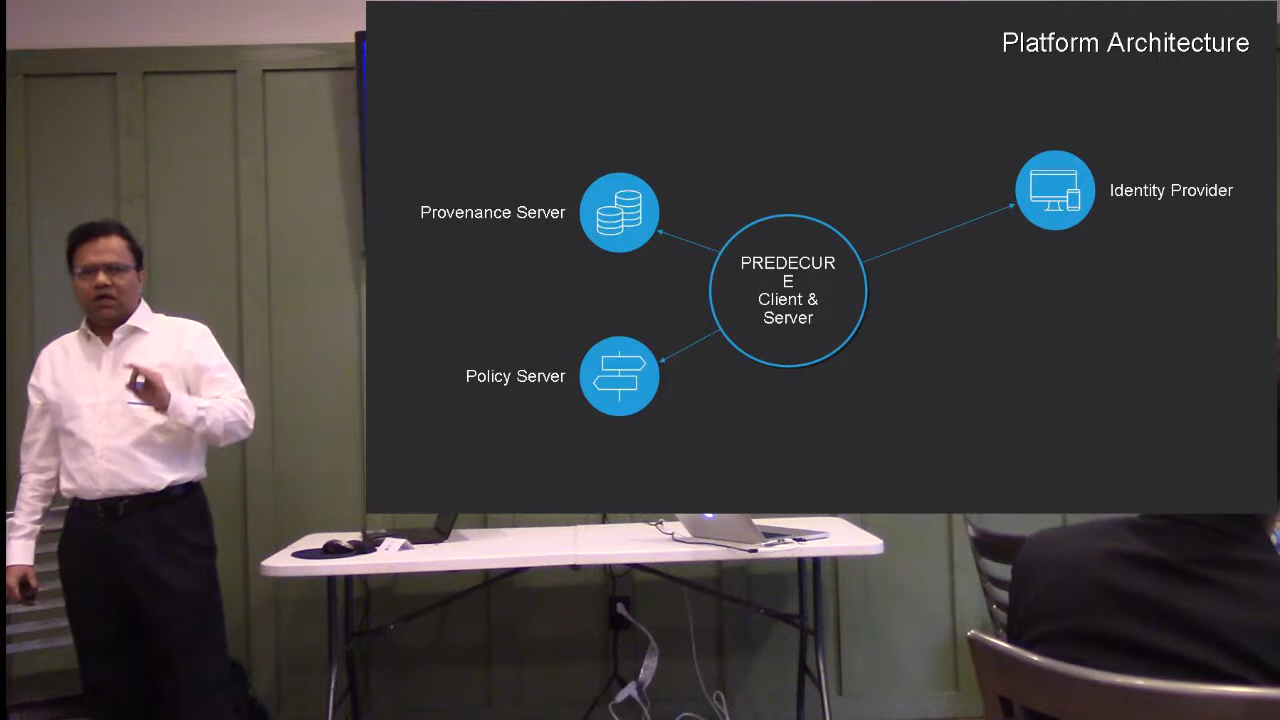 Platform Architecture
Identity Provider
Provenance Server
PREDECUR
E
Client &
Server
Policy Server